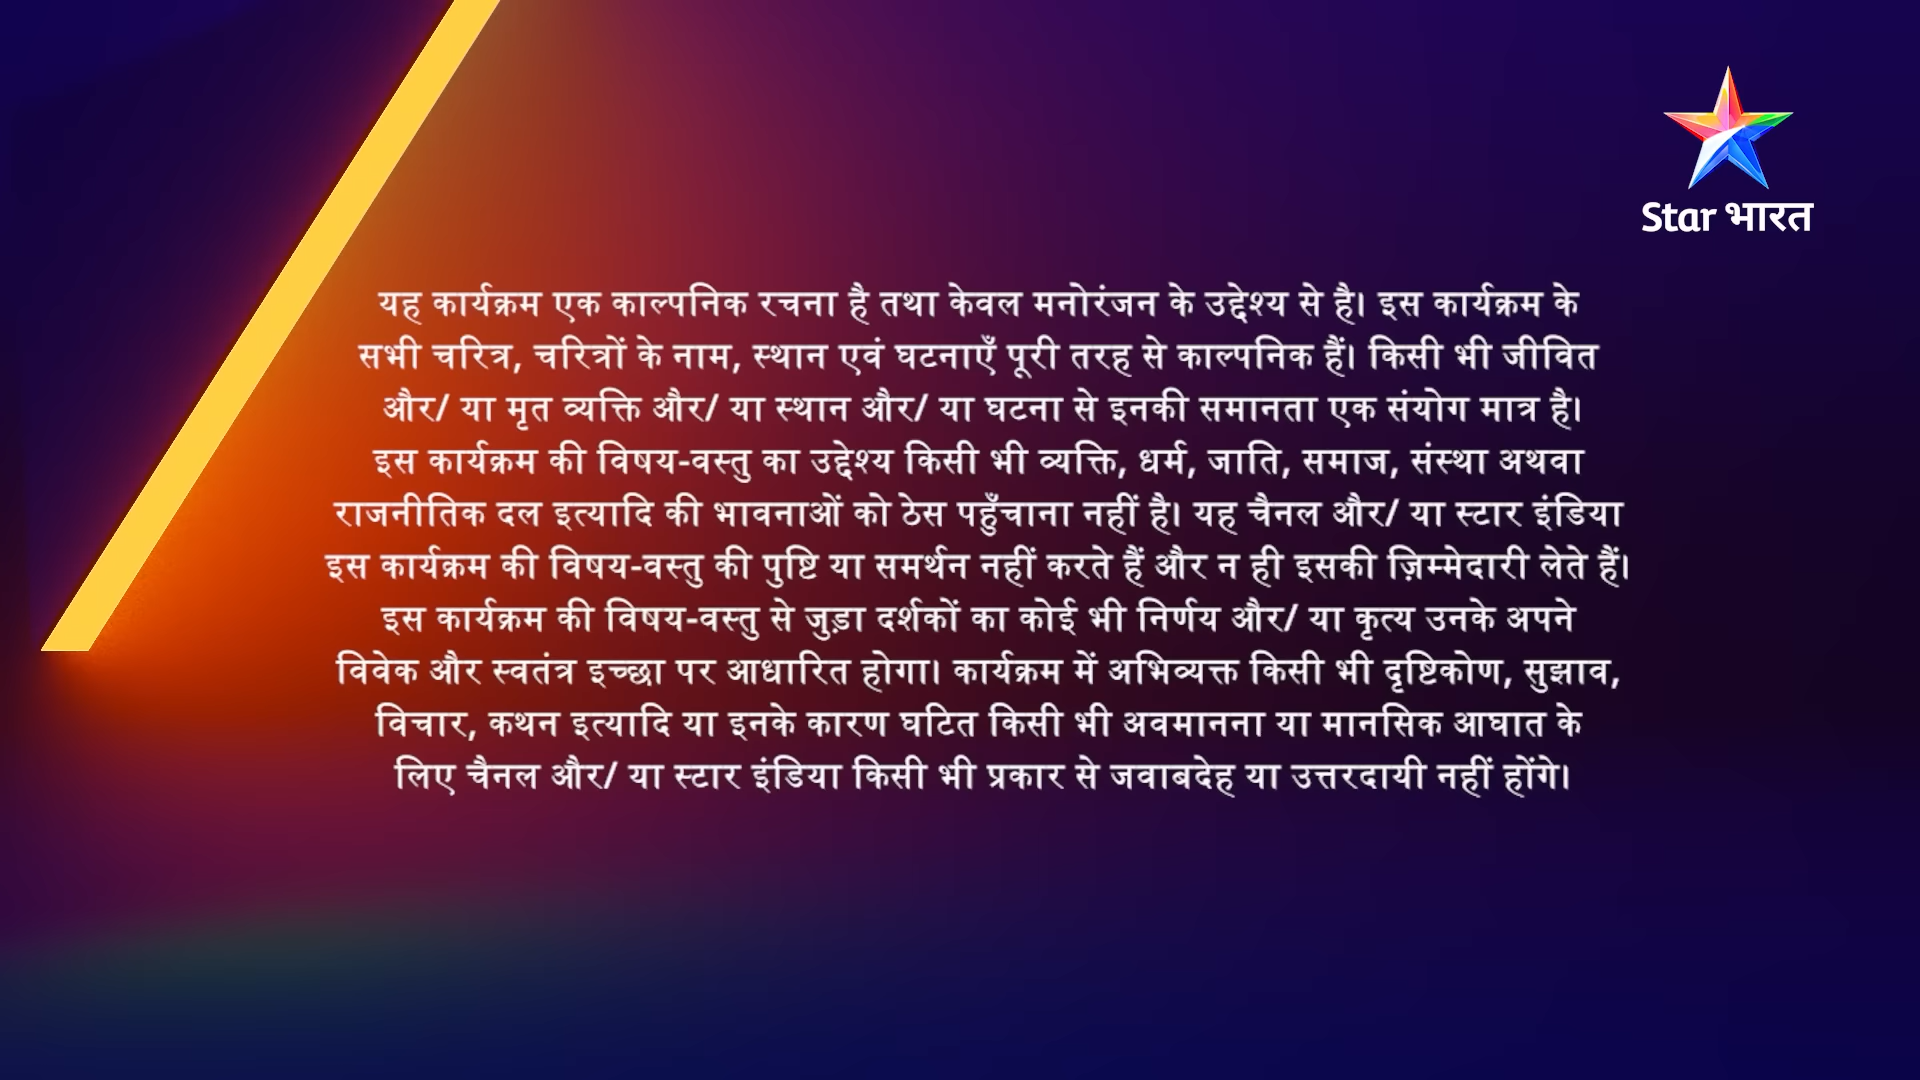 Star भारत
यह कार्यक्रम एक काल्पनिक रचना है तथा केवल मनोरंजन के उद्देश्य से है। इस कार्यक्रम के
सभी चरित्र, चरित्रों के नाम, स्थान एवं घटनाएँ पूरी तरह से काल्पनिक हैं। किसी भी जीवित
और/ या मृत व्यक्ति और/ या स्थान और/ या घटना से इनकी समानता एक संयोग मात्र है।
इस कार्यक्रम की विषय-वस्तु का उद्देश्य किसी भी व्यक्ति, धर्म, जाति, समाज, संस्था अथवा
राजनीतिक दल इत्यादि की भावनाओं को ठेस पहुँचाना नहीं है। यह चैनल और/ या स्टार इंडिया
इस कार्यक्रम की विषय-वस्तु की पुष्टि या समर्थन नहीं करते हैं और न ही इसकी ज़िम्मेदारी लेते हैं।
इस कार्यक्रम की विषय-वस्तु से जुड़ा दर्शकों का कोई भी निर्णय और/ या कृत्य उनके अपने
विवेक और स्वतंत्र इच्छा पर आधारित होगा। कार्यक्रम में अभिव्यक्त किसी भी दृष्टिकोण, सुझाव,
विचार, कथन इत्यादि या इनके कारण घटित किसी भी अवमानना या मानसिक आघात के
लिए चैनल और/ या स्टार इंडिया किसी भी प्रकार से जवाबदेह या उत्तरदायी नहीं होंगे।